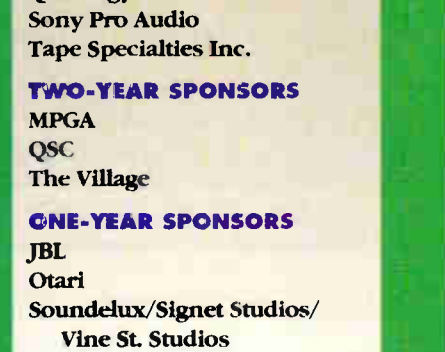 Sony Pro Audio
Tape Specialties Inc.
TWO-YEAR SPONSORS
MPGA
QSC
The Village
ONE-YEAR SPONSORS
JBL
Otari
Soundelux/Signet Studios/
Vine St. Studios